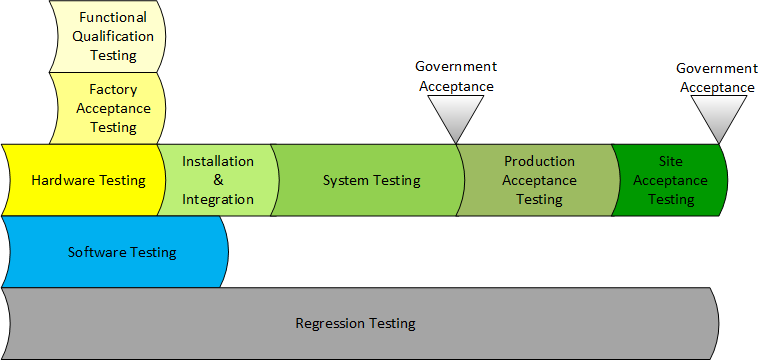 Functional
Qualification
Testing
Factory
Acceptance
Testing
Government
Acceptance
Government
Acceptance
Hardware Testing
Installation
&
Integration
System Testing
Production
Acceptance
Testing
Site
Acceptance
Testing
Software Testing
Regression Testing